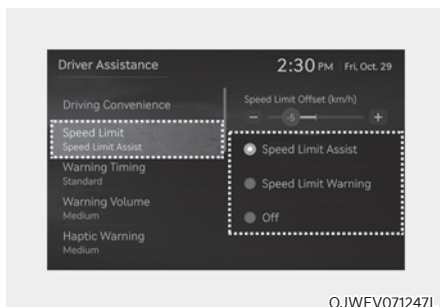 Driver Assistance
2:30 PM Fri, Oct. 29
Driving Convenience
Speed Limit Offset (km/h)
− -5 +
Speed Limit
Speed Limit Assist
Speed Limit Assist
Warning Timing
Standard
Speed Limit Warning
Warning Volume
Medium
Off
Haptic Warning
Medium
OJWEV071247L